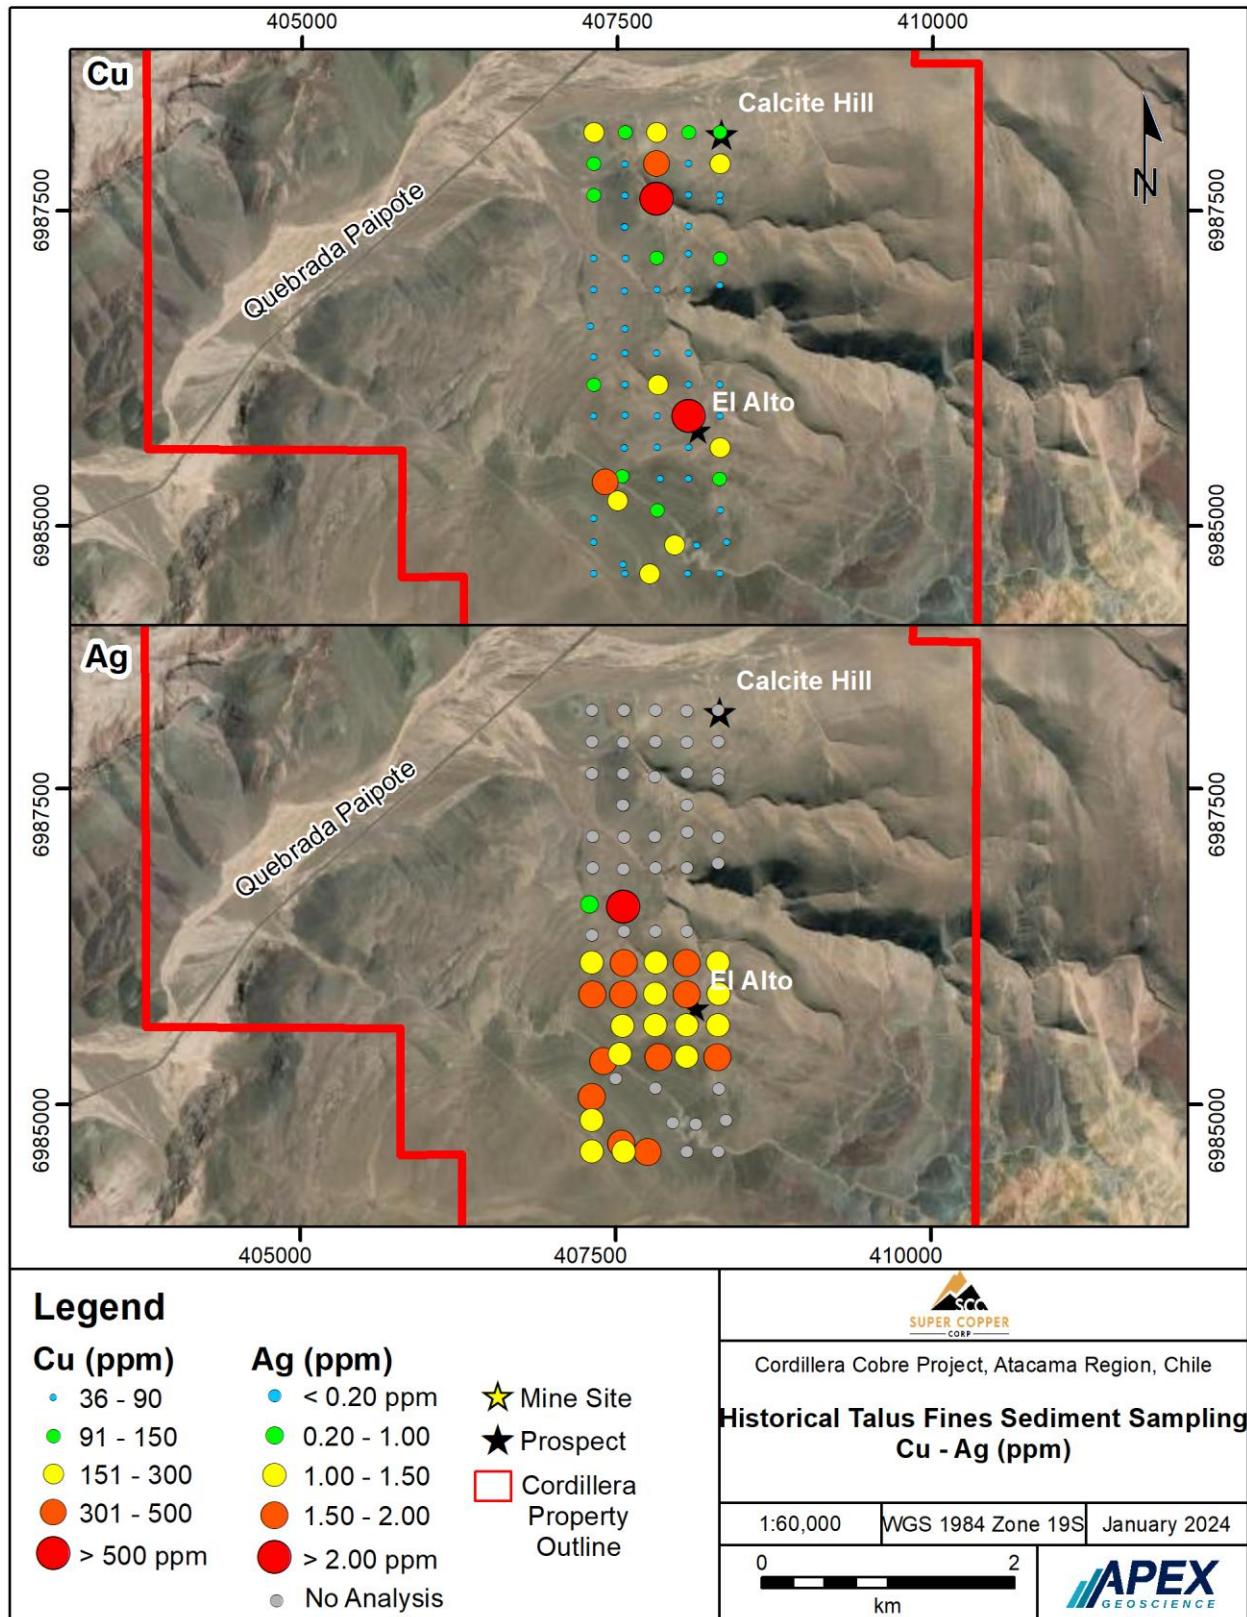 405000
407500
410000
Cu
Calcite Hill
Quebrada Paipote
N
6987500
6987500
El Alto
6985000
6985000
Ag
Calcite Hill
Quebrada Paipote
6987500
6987500
El Alto
6985000
6985000
405000
407500
410000
Legend
Cu (ppm)
36 - 90
91 - 150
151 - 300
301 - 500
> 500 ppm
Ag (ppm)
< 0.20 ppm
0.20 - 1.00
1.00 - 1.50
1.50 - 2.00
> 2.00 ppm
No Analysis
Mine Site
Prospect
Cordillera
Property
Outline
SCC
SUPER COPPER
CORP
Cordillera Cobre Project, Atacama Region, Chile
Historical Talus Fines Sediment Sampling
Cu - Ag (ppm)
1:60,000
WGS 1984 Zone 19S
January 2024
0 2
km
APEX
GEOSCIENCE